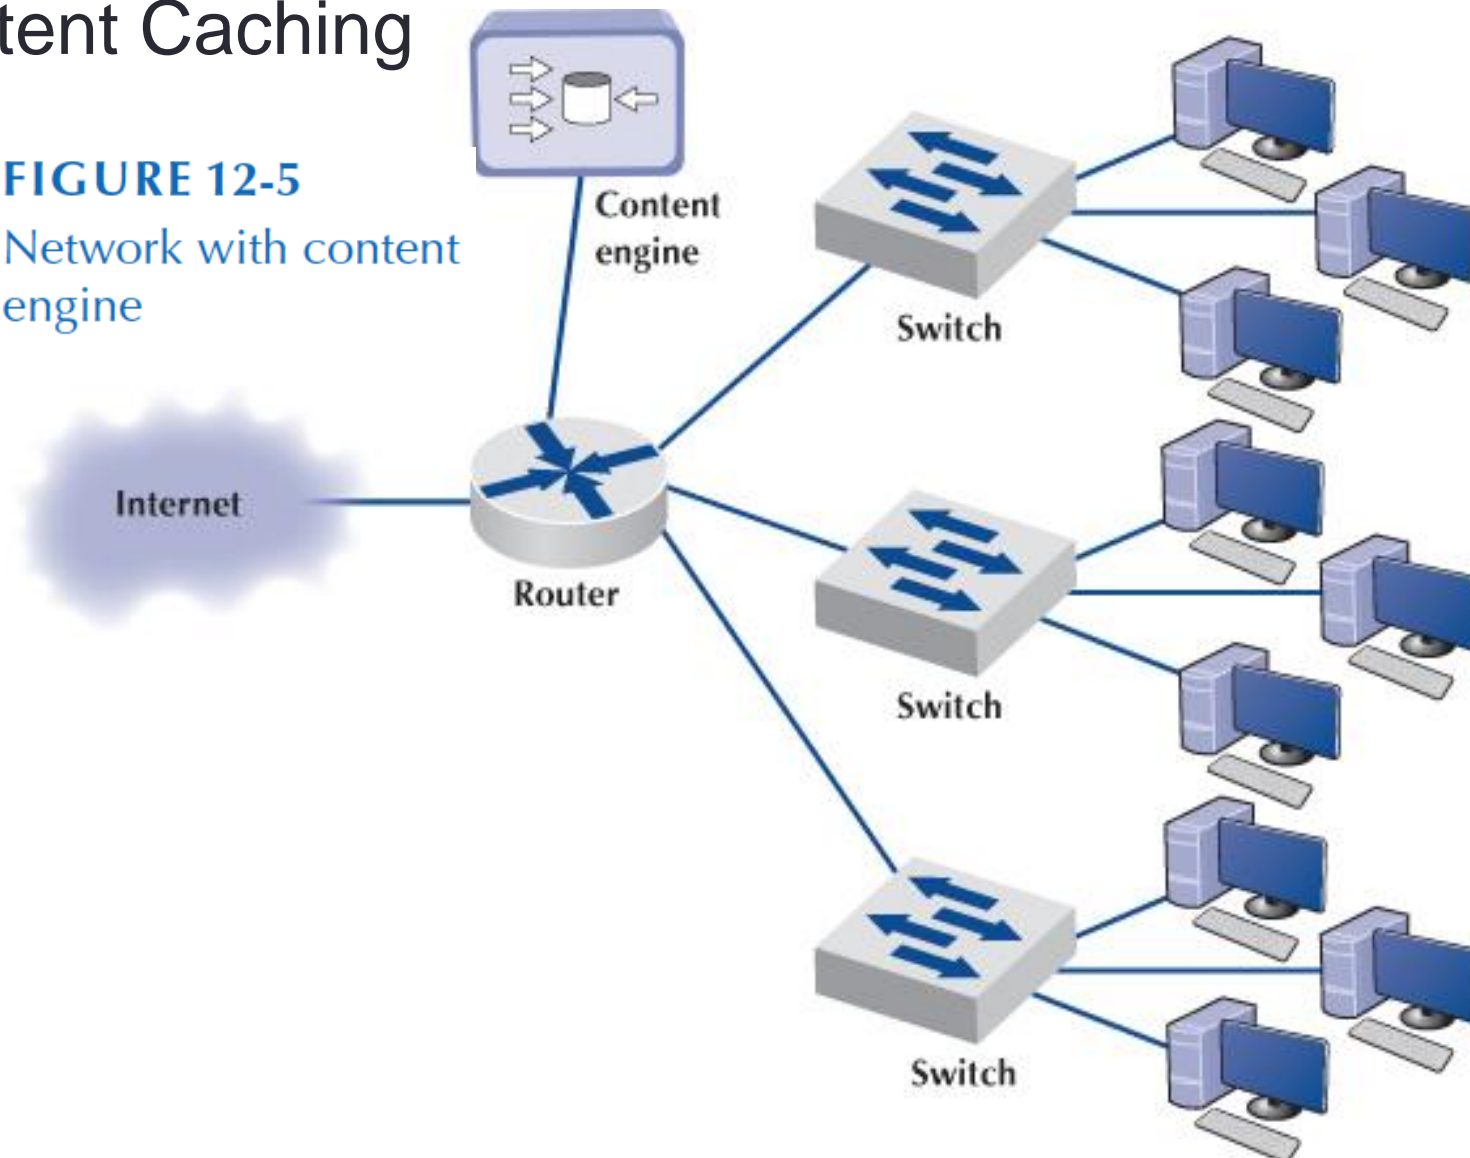 tent Caching
FIGURE 12-5
Network with content
engine
Content
engine
Switch
Internet
Router
Switch
Switch